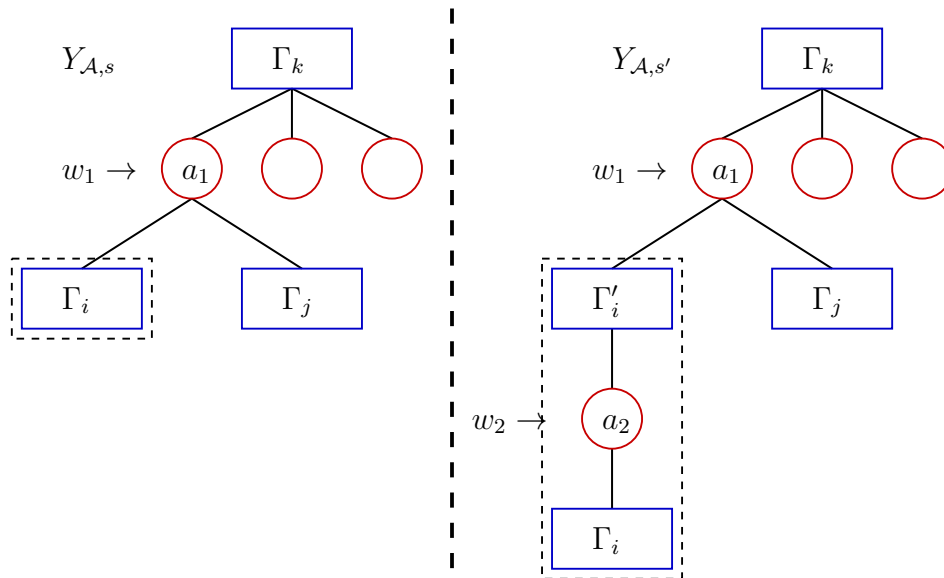 Y_{𝒜,s}
Γ_k
w_1 →
a_1
Γ_i
Γ_j
Y_{𝒜,s'}
Γ_k
w_1 →
a_1
Γ'_i
Γ_j
w_2 →
a_2
Γ_i